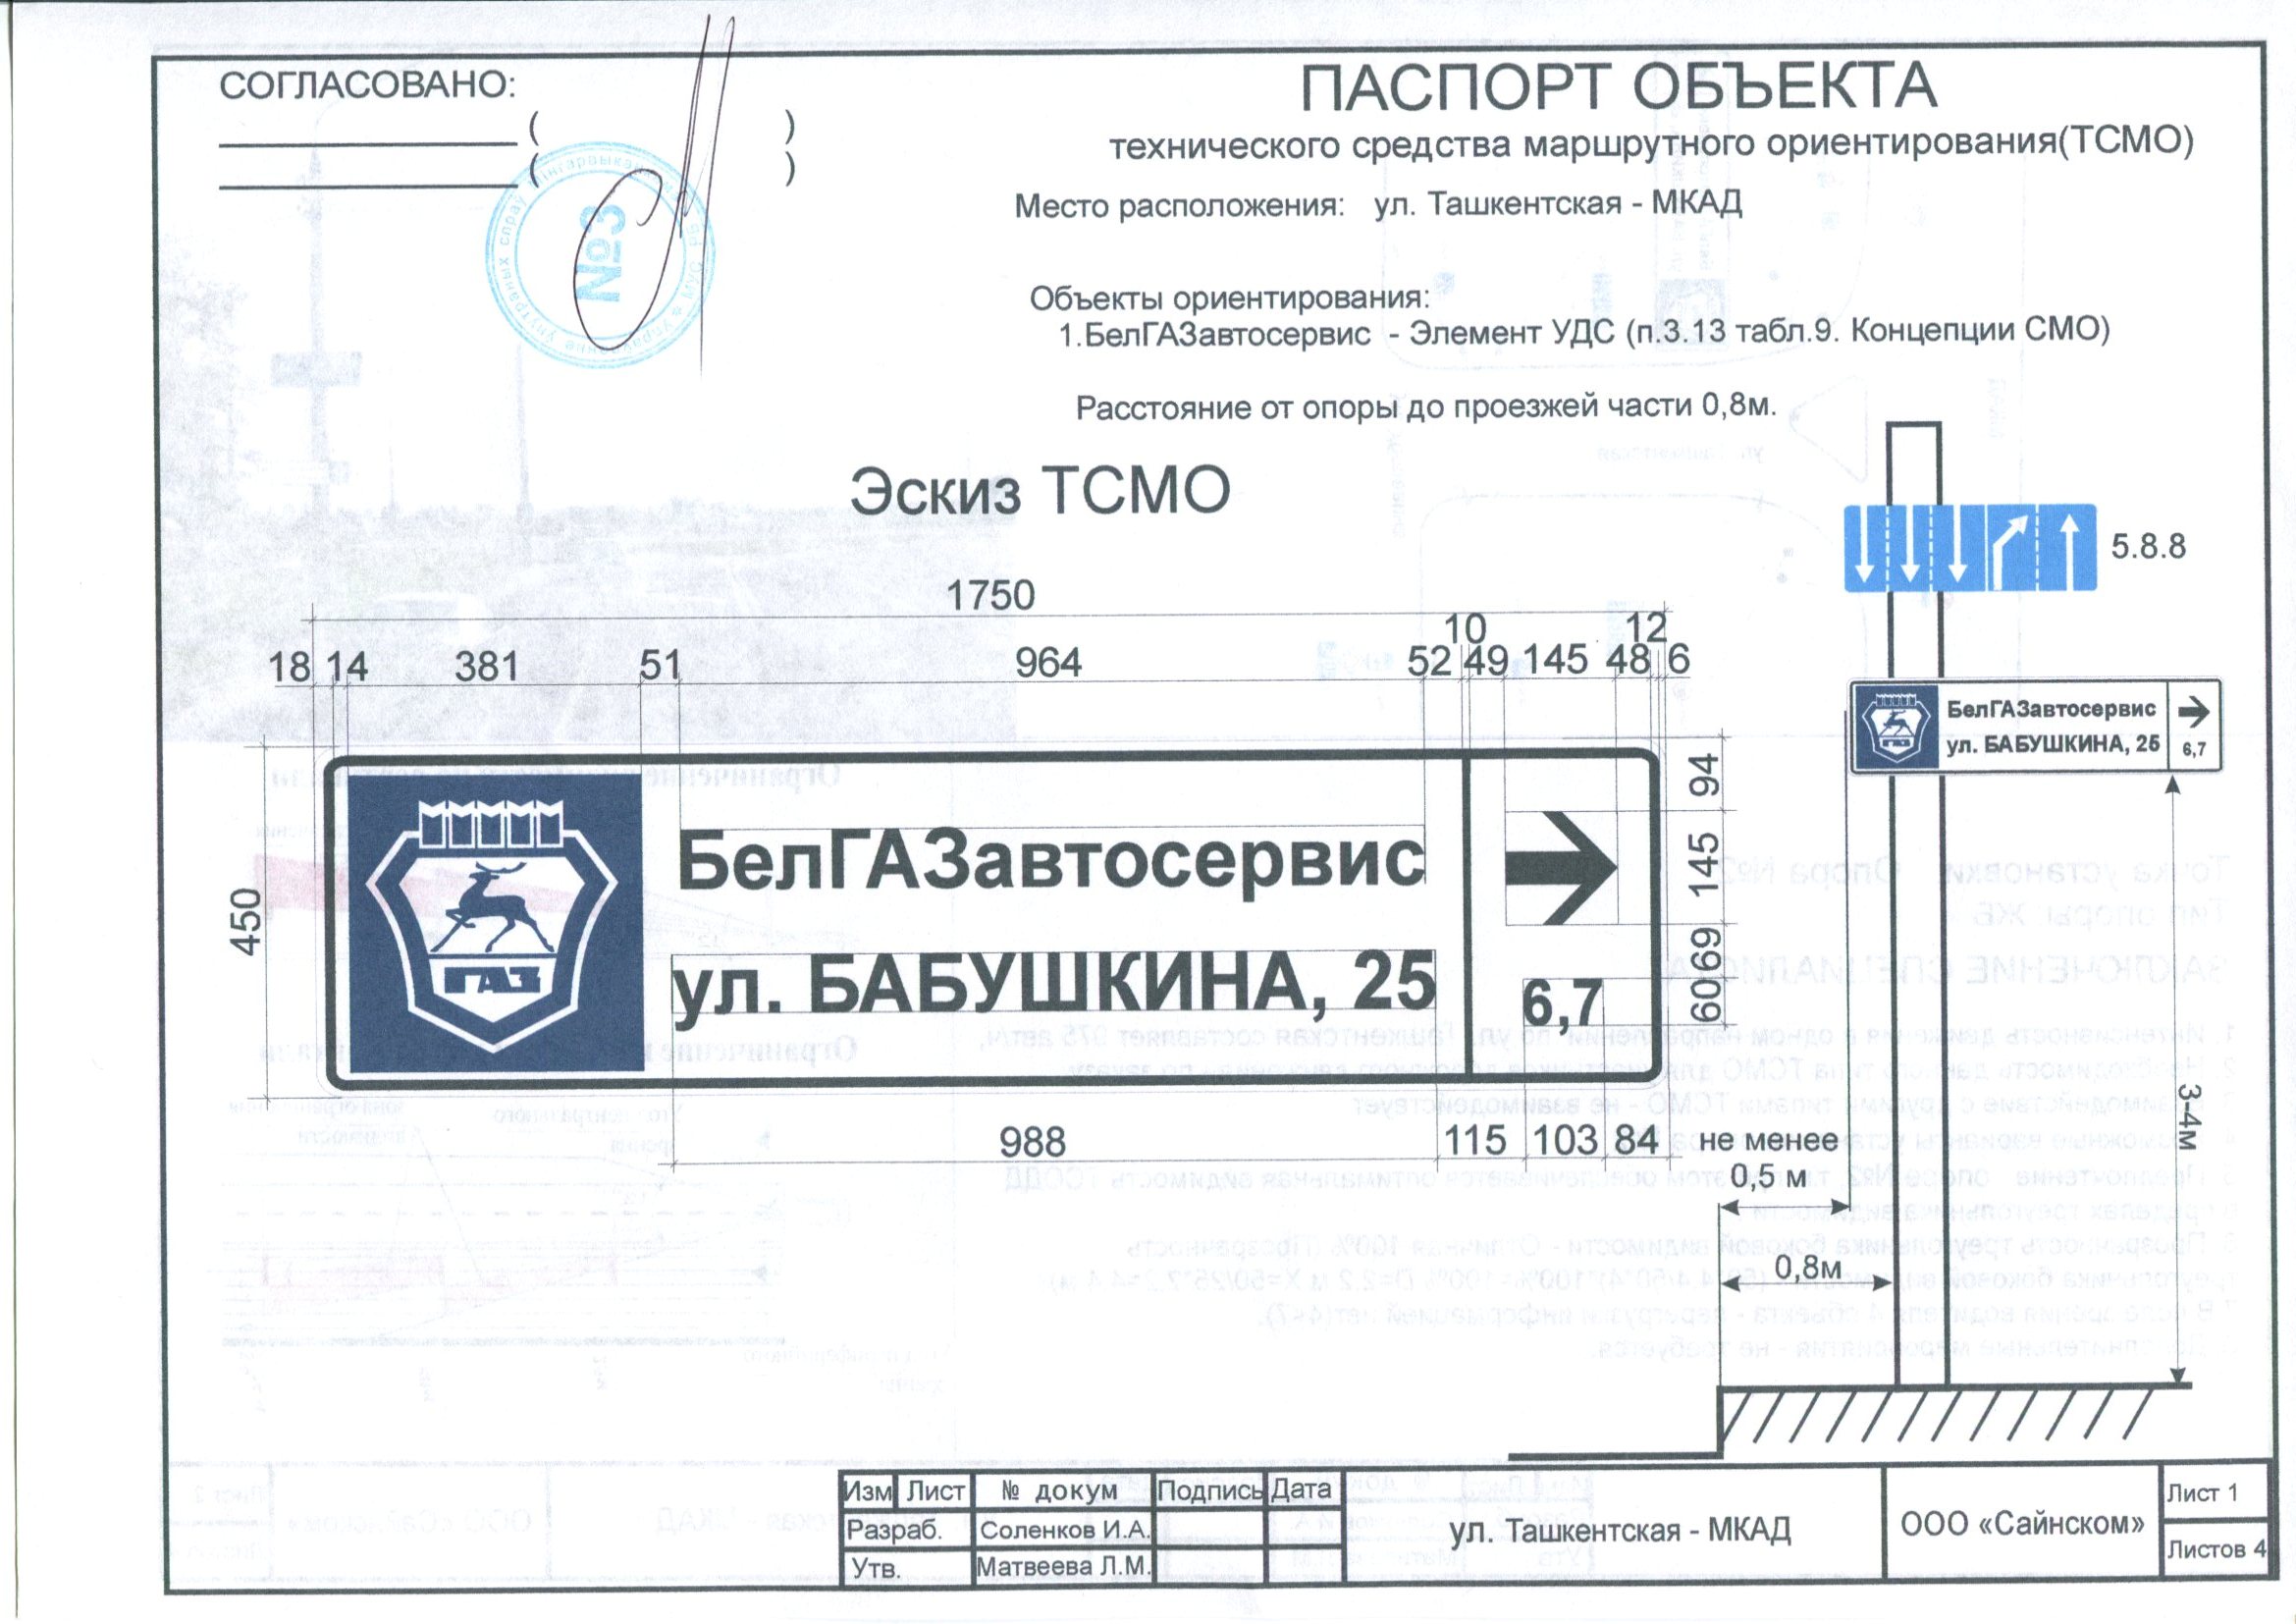 СОГЛАСОВАНО:
( )
( )
№3
ПАСПОРТ ОБЪЕКТА
технического средства маршрутного ориентирования(ТСМО)
Место расположения: ул. Ташкентская - МКАД
Объекты ориентирования:
1.БелГАЗавтосервис - Элемент УДС (п.3.13 табл.9. Концепции СМО)
Расстояние от опоры до проезжей части 0,8м.
Эскиз ТСМО
5.8.8
1750
10 12
18 14 381 51 964 52 49 145 48 6
БелГАЗавтосервис
ул. БАБУШКИНА, 25
6,7
ГАЗ
БелГАЗавтосервис
ул. БАБУШКИНА, 25
6,7
ГАЗ
450
94
145
69
60
988 115 103 84
не менее
0,5 м
0,8м
3-4м
Изм Лист № докум Подпись Дата
Разраб. Соленков И.А.
Утв. Матвеева Л.М.
ул. Ташкентская - МКАД
ООО «Сайнском»
Лист 1
Листов 4